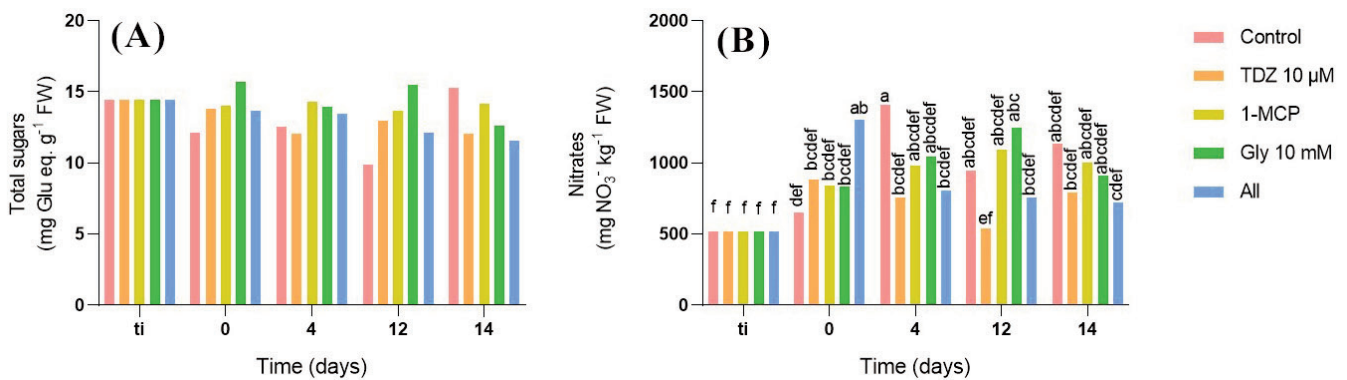 (A)
Total sugars
(mg Glu eq. g⁻¹ FW)
20
15
10
5
0
ti 0 4 12 14
Time (days)
(B)
Nitrates
(mg NO₃⁻ kg⁻¹ FW)
2000
1500
1000
500
0
f f f f f
def bcdef bcdef bcdef ab
a bcdef abcdef abcdef bcdef
abcdef ef abcdef abc bcdef
abcdef bcdef abcdef abcdef cdef
ti 0 4 12 14
Time (days)
Control
TDZ 10 µM
1-MCP
Gly 10 mM
All